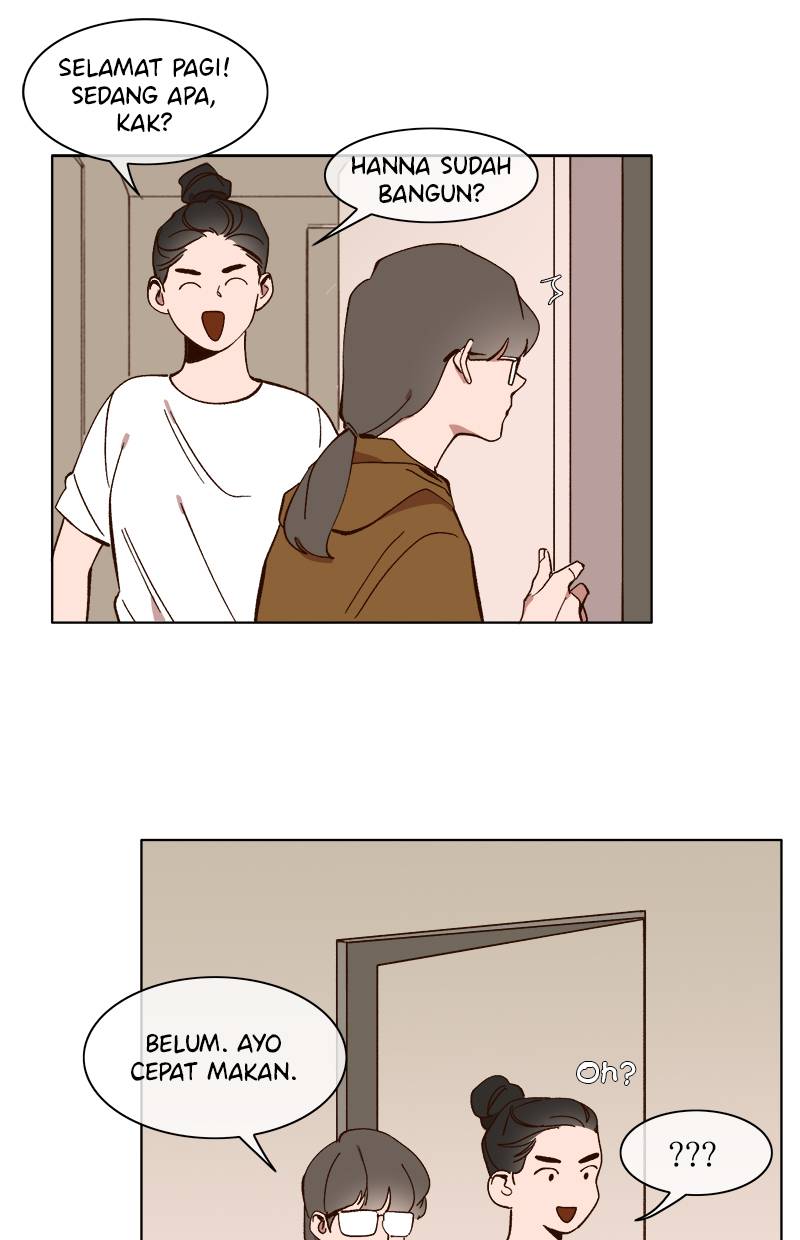 SELAMAT PAGI!
SEDANG APA,
KAK?
HANNA SUDAH
BANGUN?
BELUM. AYO
CEPAT MAKAN.
Oh?
???